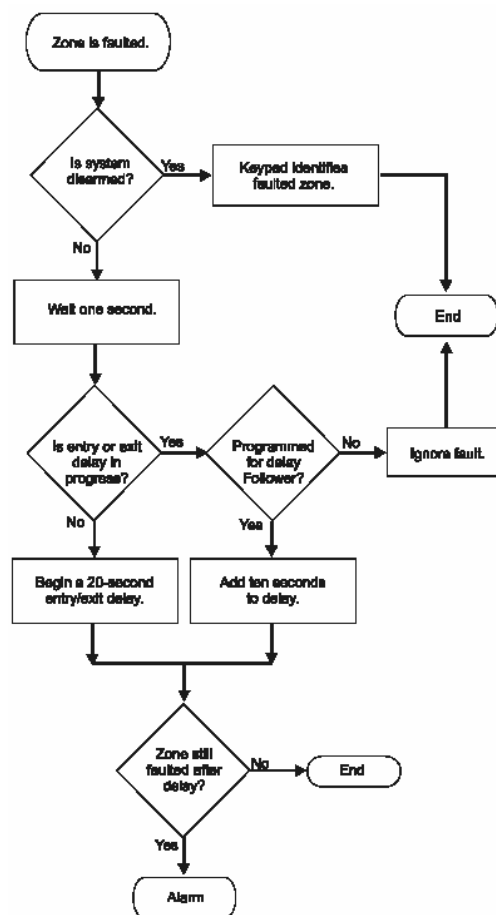 Zone is faulted.
Is system
disarmed?
Yes
Keypad identifies
faulted zone.
No
Wait one second.
End
Is entry or exit
delay in
progress?
Yes
Programmed
for delay
Follower?
No
Ignore fault.
No
Yes
Begin a 20-second
entry/exit delay.
Add ten seconds
to delay.
Zone still
faulted after
delay?
No
End
Yes
Alarm